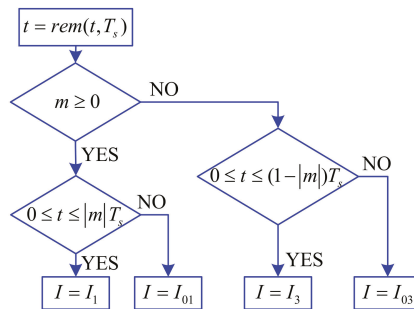 t = rem(t, T_s)
m ≥ 0
NO
YES
0 ≤ t ≤ |m| T_s
NO
0 ≤ t ≤ (1−|m|)T_s
NO
YES
YES
I = I_1
I = I_01
I = I_3
I = I_03